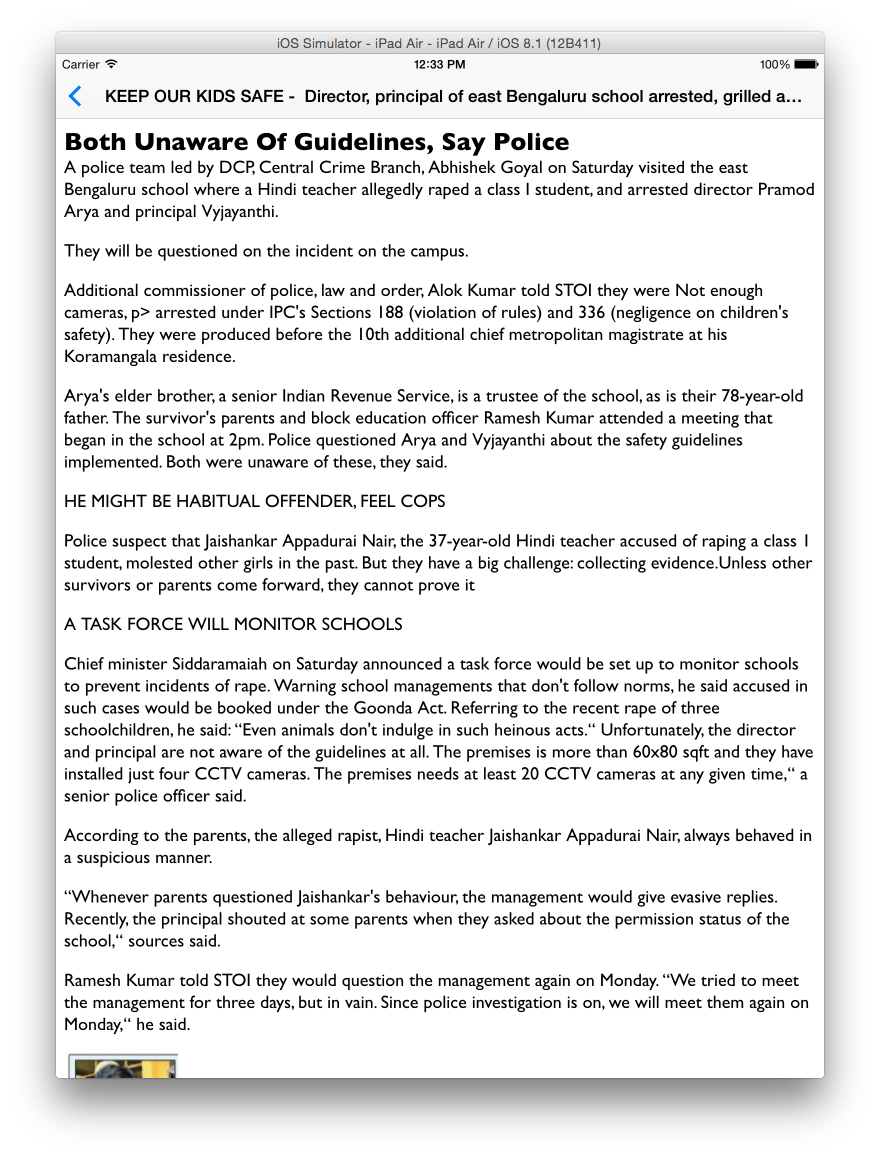 iOS Simulator - iPad Air - iPad Air / iOS 8.1 (12B411)
Carrier 12:33 PM 100%
KEEP OUR KIDS SAFE - Director, principal of east Bengaluru school arrested, grilled a...
Both Unaware Of Guidelines, Say Police
A police team led by DCP, Central Crime Branch, Abhishek Goyal on Saturday visited the east
Bengaluru school where a Hindi teacher allegedly raped a class I student, and arrested director Pramod
Arya and principal Vyjayanthi.
They will be questioned on the incident on the campus.
Additional commissioner of police, law and order, Alok Kumar told STOI they were Not enough
cameras, p> arrested under IPC's Sections 188 (violation of rules) and 336 (negligence on children's
safety). They were produced before the 10th additional chief metropolitan magistrate at his
Koramangala residence.
Arya's elder brother, a senior Indian Revenue Service, is a trustee of the school, as is their 78-year-old
father. The survivor's parents and block education officer Ramesh Kumar attended a meeting that
began in the school at 2pm. Police questioned Arya and Vyjayanthi about the safety guidelines
implemented. Both were unaware of these, they said.
HE MIGHT BE HABITUAL OFFENDER, FEEL COPS
Police suspect that Jaishankar Appadurai Nair, the 37-year-old Hindi teacher accused of raping a class 1
student, molested other girls in the past. But they have a big challenge: collecting evidence.Unless other
survivors or parents come forward, they cannot prove it
A TASK FORCE WILL MONITOR SCHOOLS
Chief minister Siddaramaiah on Saturday announced a task force would be set up to monitor schools
to prevent incidents of rape. Warning school managements that don't follow norms, he said accused in
such cases would be booked under the Goonda Act. Referring to the recent rape of three
schoolchildren, he said: “Even animals don't indulge in such heinous acts.“ Unfortunately, the director
and principal are not aware of the guidelines at all. The premises is more than 60x80 sqft and they have
installed just four CCTV cameras. The premises needs at least 20 CCTV cameras at any given time,“ a
senior police officer said.
According to the parents, the alleged rapist, Hindi teacher Jaishankar Appadurai Nair, always behaved in
a suspicious manner.
“Whenever parents questioned Jaishankar's behaviour, the management would give evasive replies.
Recently, the principal shouted at some parents when they asked about the permission status of the
school,“ sources said.
Ramesh Kumar told STOI they would question the management again on Monday. “We tried to meet
the management for three days, but in vain. Since police investigation is on, we will meet them again on
Monday,“ he said.